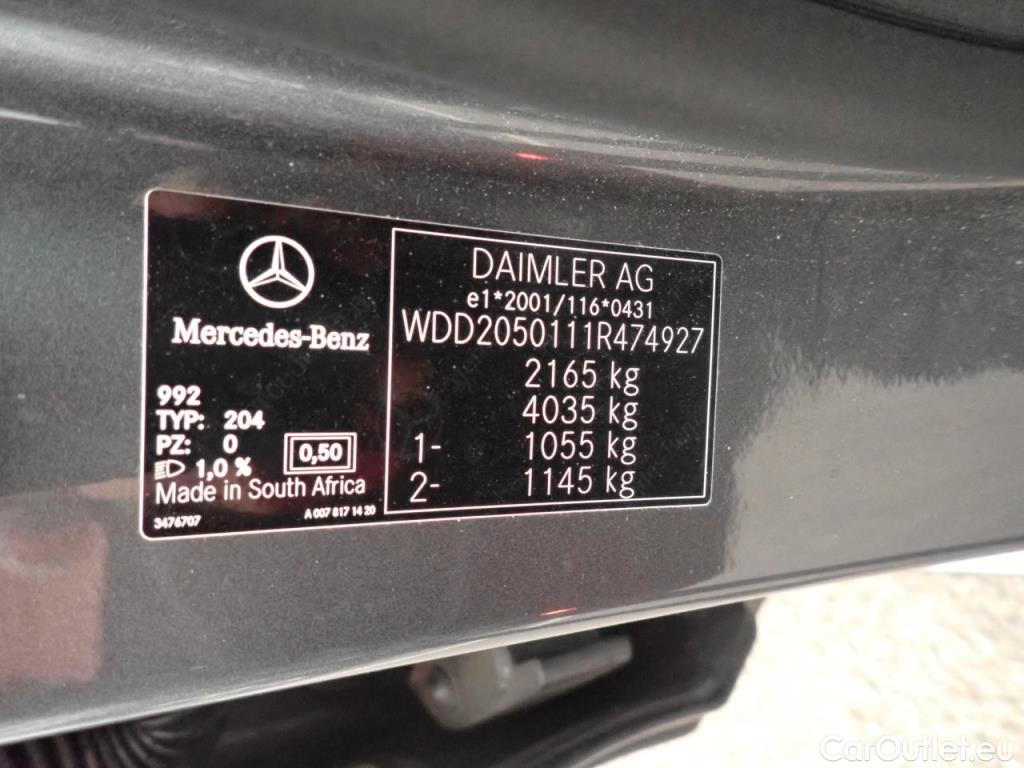 Mercedes-Benz
992
TYP: 204
PZ: 0
1,0 %
0,50
Made in South Africa
3476707
A 007 817 14 20
DAIMLER AG
e1*2001/116*0431
WDD2050111R474927
2165 kg
4035 kg
1- 1055 kg
2- 1145 kg
CarOutlet.eu